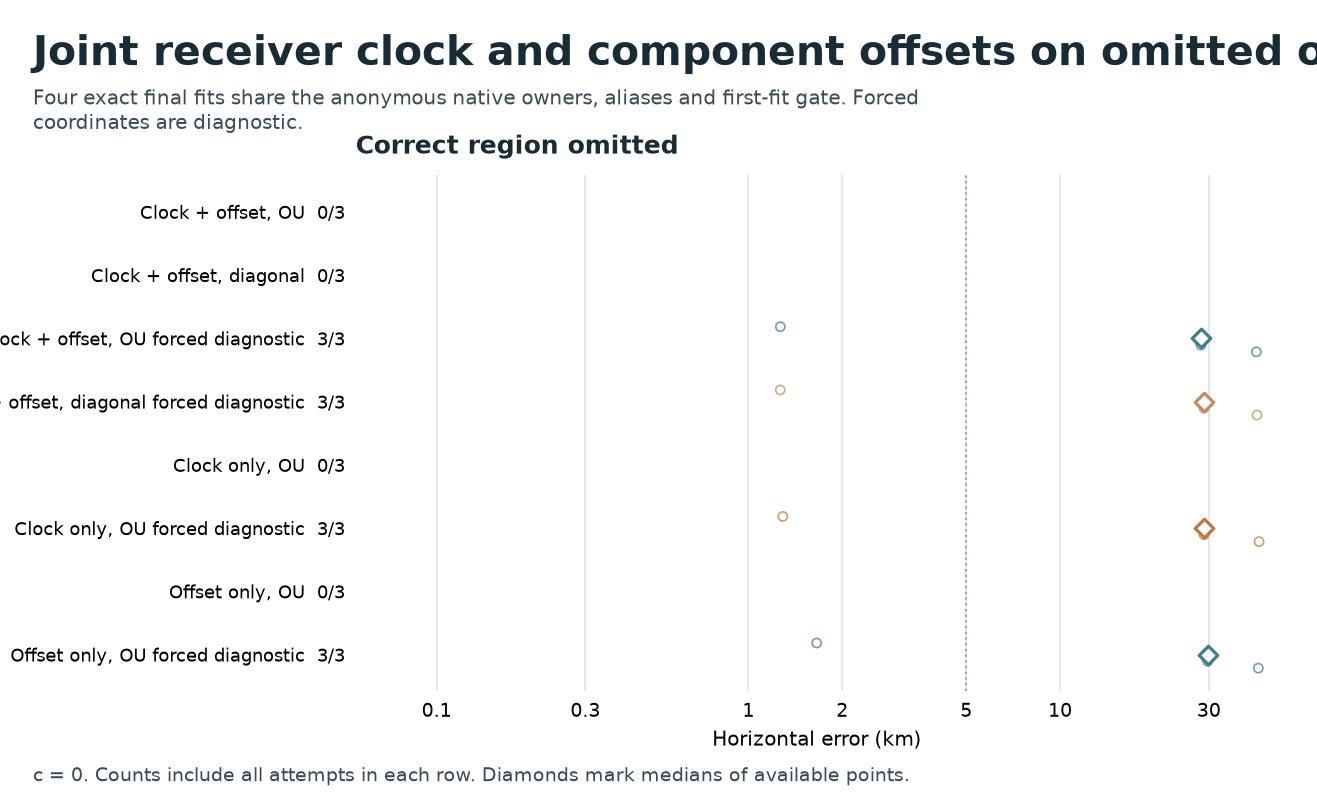 Joint receiver clock and component offsets on omitted
Four exact final fits share the anonymous native owners, aliases and first-fit gate. Forced
coordinates are diagnostic.
Correct region omitted
Clock + offset, OU 0/3
Clock + offset, diagonal 0/3
+ offset, OU forced diagnostic 3/3
offset, diagonal forced diagnostic 3/3
Clock only, OU 0/3
Clock only, OU forced diagnostic 3/3
Offset only, OU 0/3
Offset only, OU forced diagnostic 3/3
0.1 0.3 1 2 5 10 30
Horizontal error (km)
c = 0. Counts include all attempts in each row. Diamonds mark medians of available points.